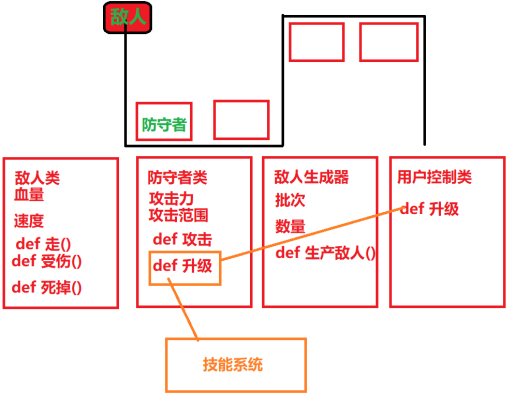 敌人
防守者
敌人类
血量
速度
def 走()
def 受伤()
def 死掉()
防守者类
攻击力
攻击范围
def 攻击
def 升级
敌人生成器
批次
数量
def 生产敌人()
用户控制类
def 升级
技能系统